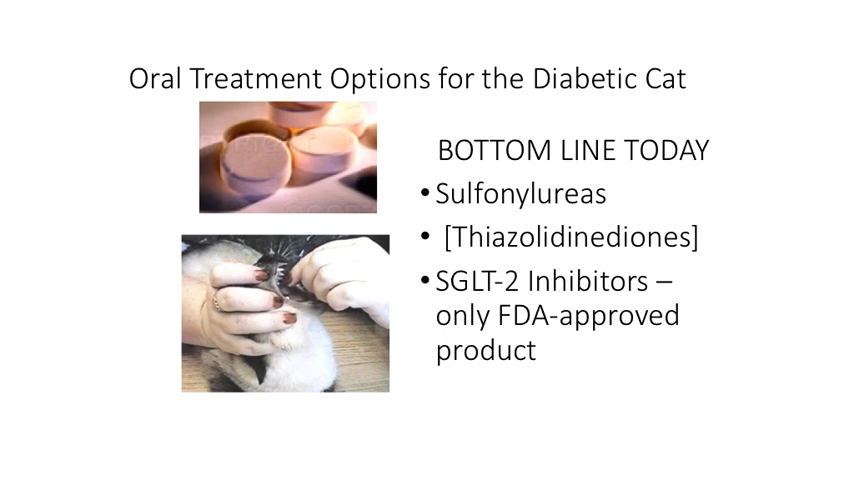 Oral Treatment Options for the Diabetic Cat
BOTTOM LINE TODAY
• Sulfonylureas
• [Thiazolidinediones]
• SGLT-2 Inhibitors –
only FDA-approved
product